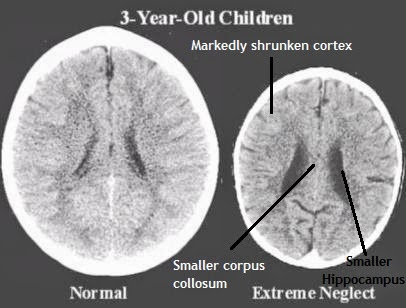 3-Year-Old Children
Markedly shrunken cortex
Smaller corpus
collosum
Smaller
Hippocampus
Normal
Extreme Neglect